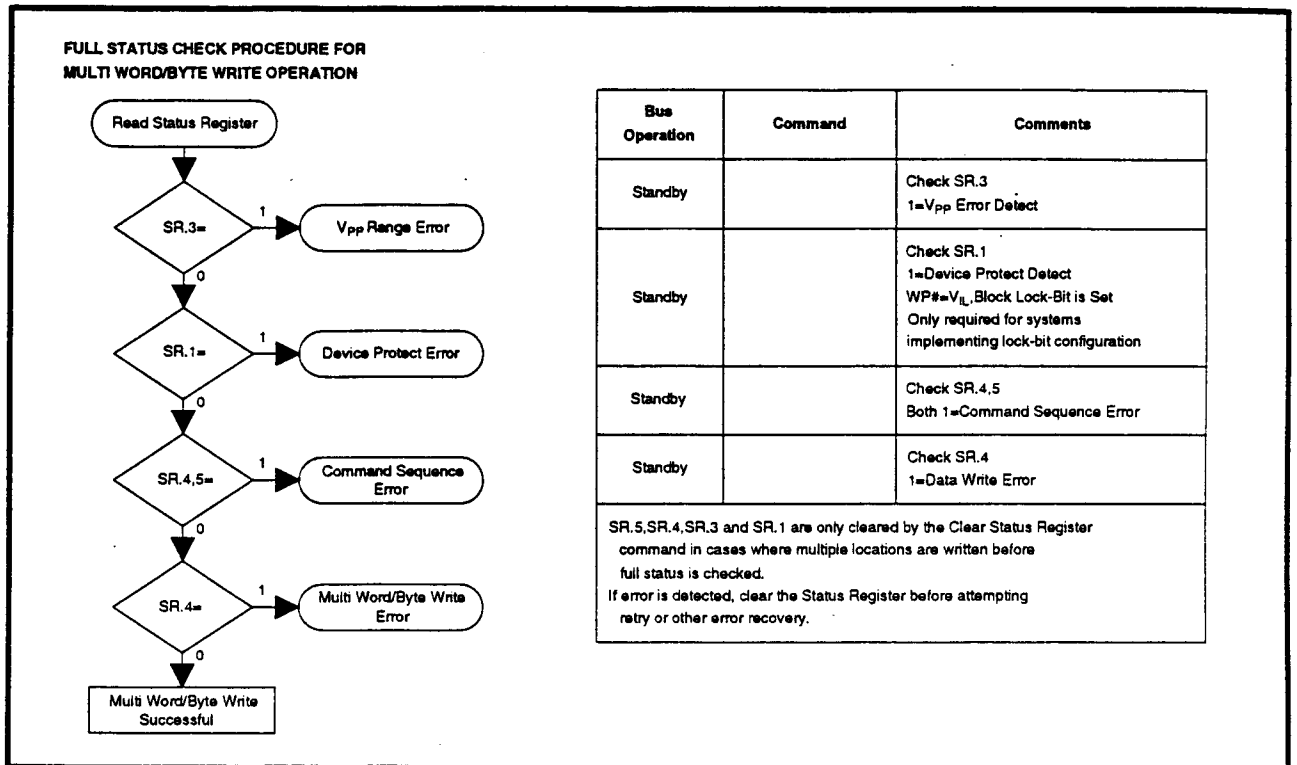 FULL STATUS CHECK PROCEDURE FOR
MULTI WORD/BYTE WRITE OPERATION
Read Status Register
SR.3=
1
VPP Range Error
0
SR.1=
1
Device Protect Error
0
SR.4,5=
1
Command Sequence
Error
0
SR.4=
1
Multi Word/Byte Write
Error
0
Multi Word/Byte Write
Successful
Bus
Operation
Command
Comments
Standby
Check SR.3
1=VPP Error Detect
Standby
Check SR.1
1=Device Protect Detect
WP#=VIL,Block Lock-Bit is Set
Only required for systems
implementing lock-bit configuration
Standby
Check SR.4,5
Both 1=Command Sequence Error
Standby
Check SR.4
1=Data Write Error
SR.5,SR.4,SR.3 and SR.1 are only cleared by the Clear Status Register
command in cases where multiple locations are written before
full status is checked.
If error is detected, clear the Status Register before attempting
retry or other error recovery.